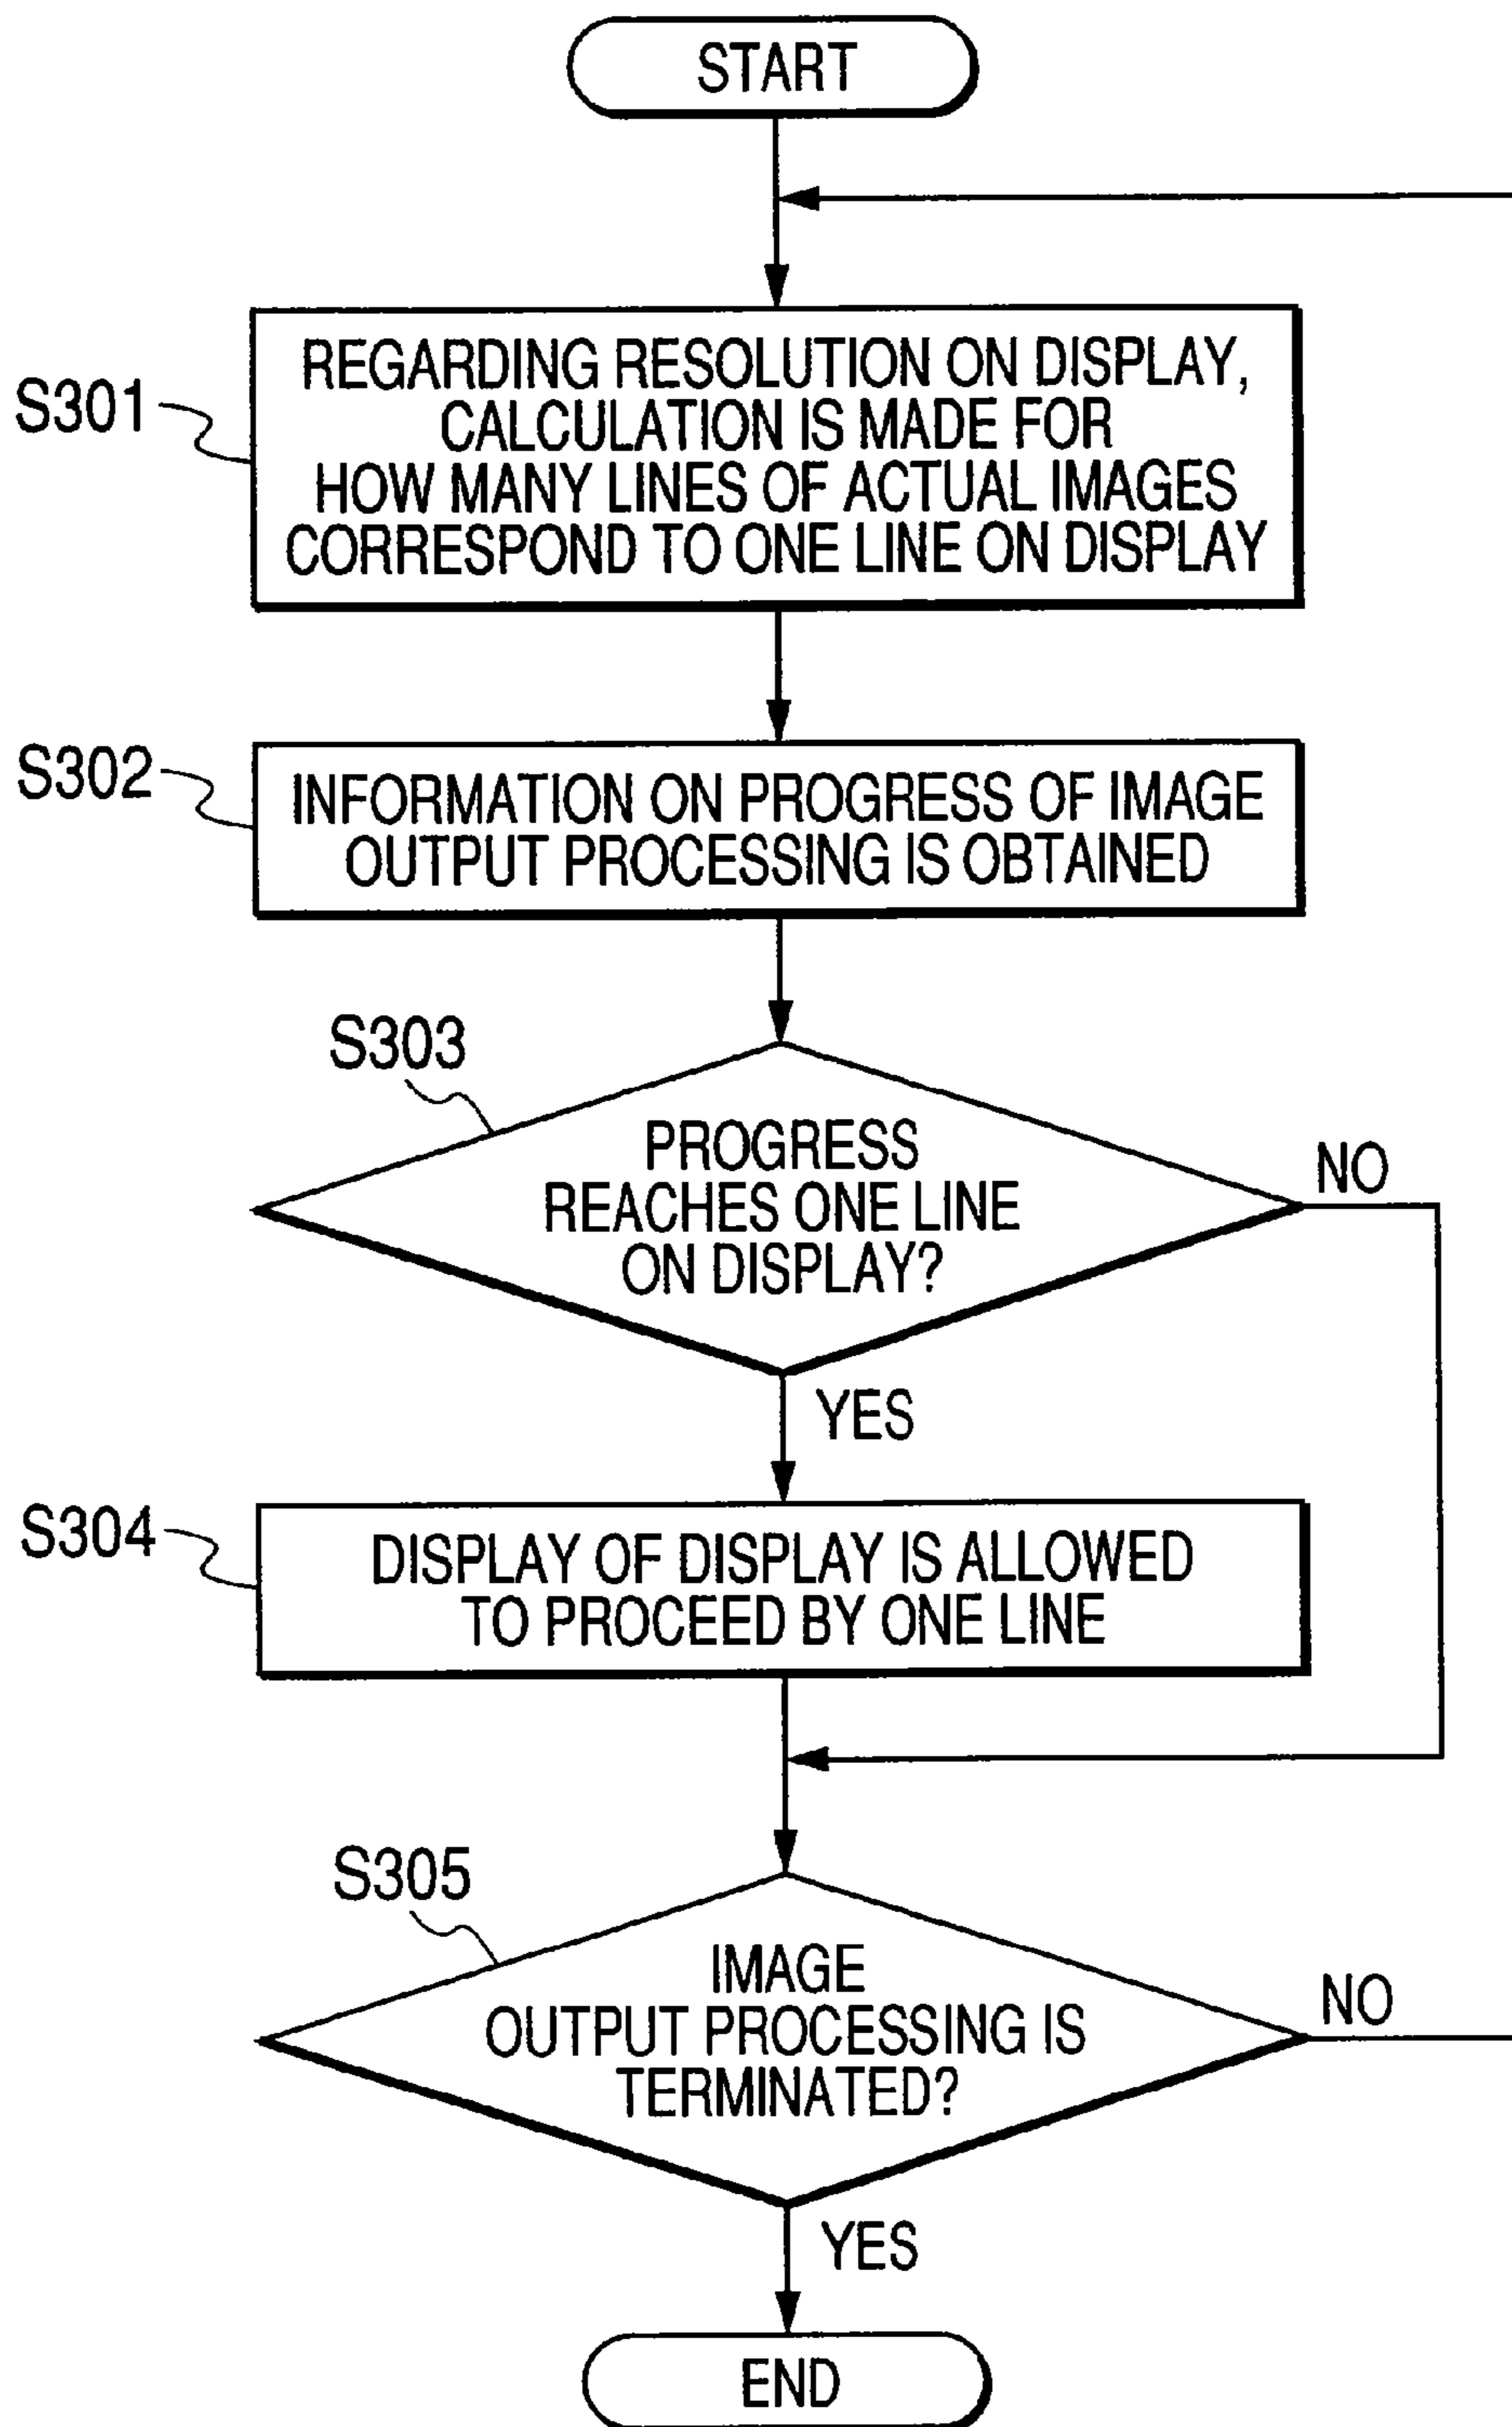 START
S301
REGARDING RESOLUTION ON DISPLAY,
CALCULATION IS MADE FOR
HOW MANY LINES OF ACTUAL IMAGES
CORRESPOND TO ONE LINE ON DISPLAY
S302
INFORMATION ON PROGRESS OF IMAGE
OUTPUT PROCESSING IS OBTAINED
S303
PROGRESS
REACHES ONE LINE
ON DISPLAY?
NO
YES
S304
DISPLAY OF DISPLAY IS ALLOWED
TO PROCEED BY ONE LINE
S305
IMAGE
OUTPUT PROCESSING IS
TERMINATED?
NO
YES
END